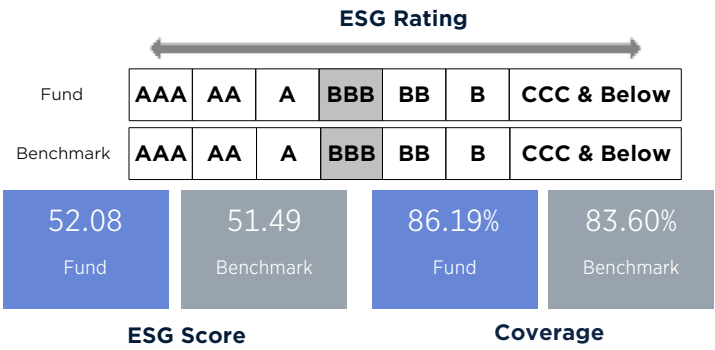 ESG Rating
Fund AAA AA A BBB BB B CCC & Below
Benchmark AAA AA A BBB BB B CCC & Below
52.08 51.49 86.19% 83.60%
Fund Benchmark Fund Benchmark
ESG Score Coverage